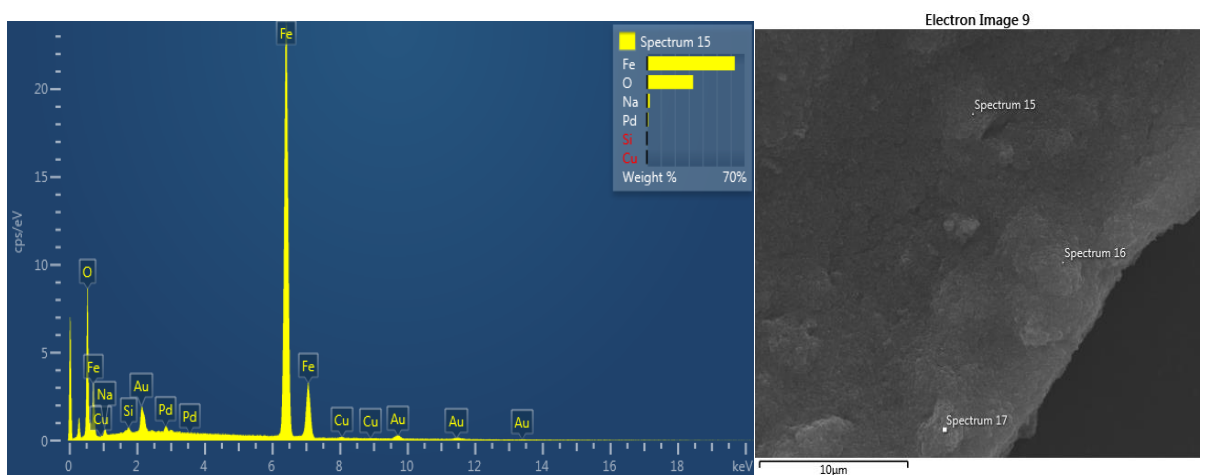 Electron Image 9
Fe
Spectrum 15
Fe
O
Na
Pd
Si
Cu
Weight % 70%
20
15
10
5
0
cps/eV
O
Fe
Na
Cu
Si
Au
Pd
Pd
Fe
Cu
Cu
Au
Au
Au
0 2 4 6 8 10 12 14 16 18 keV
Spectrum 15
Spectrum 16
Spectrum 17
10µm